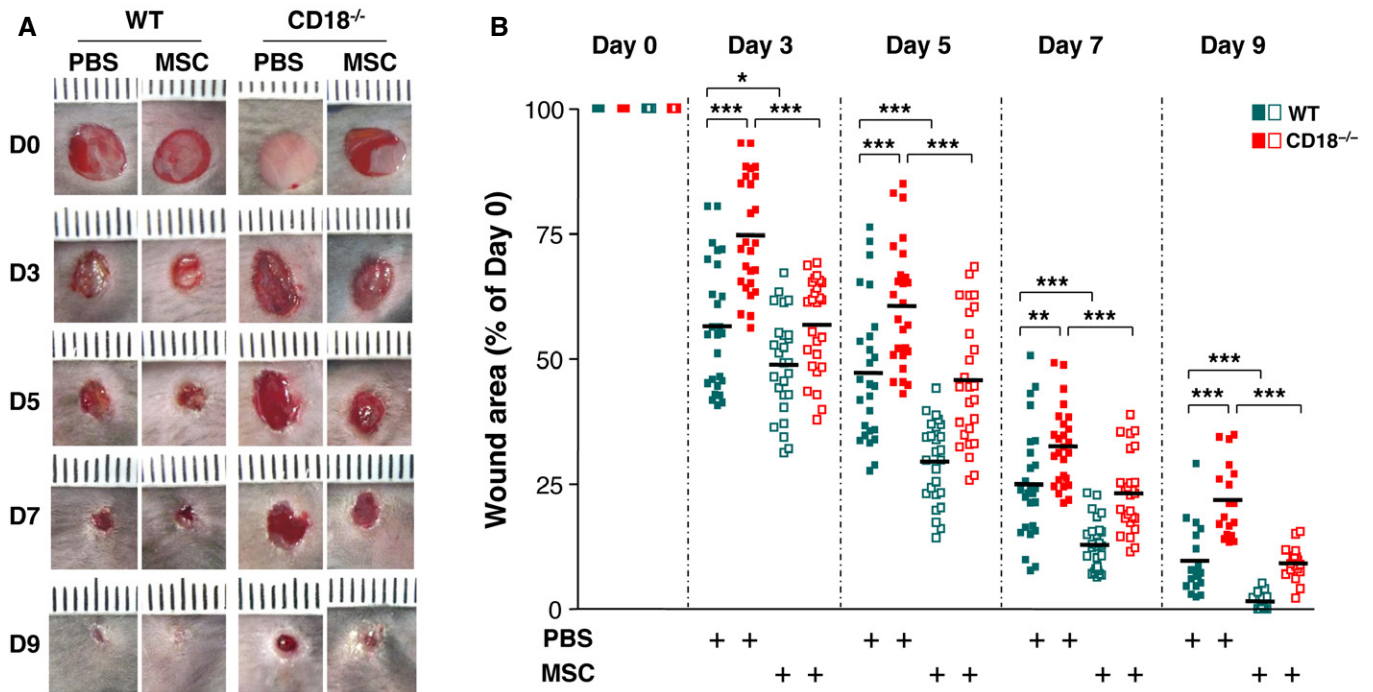 A
WT CD18-/-
PBS MSC PBS MSC
D0
D3
D5
D7
D9
B
Day 0 Day 3 Day 5 Day 7 Day 9
* *** ***
*** *** ***
*** ** ***
*** *** ***
WT
CD18–/–
Wound area (% of Day 0)
100
75
50
25
0
PBS + + + + + + + +
MSC + + + + + + + +